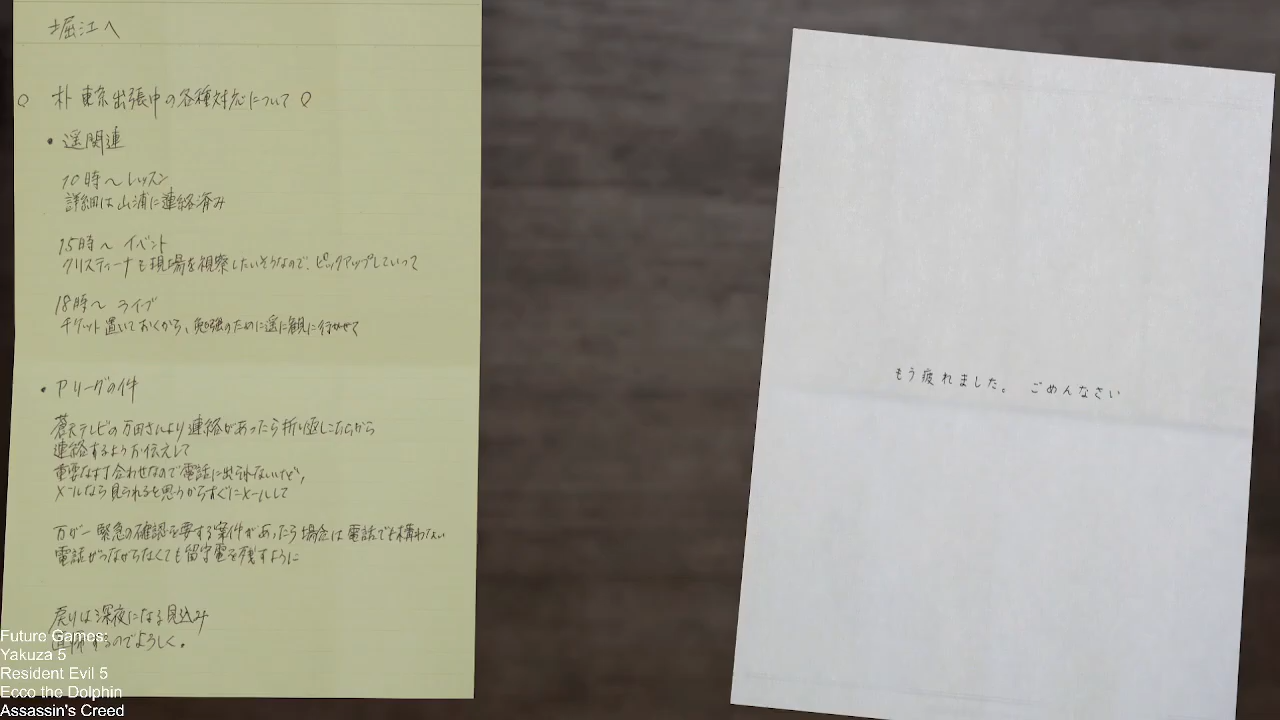 堀江へ
○ 朴 東京出張中の各種対応について ○
・遥関連
10時～レッスン
詳細は山浦に連絡済み
15時～ イベント
クリスティーナも現場を視察したいそうなので、ピックアップしていって
18時～ ライブ
チケット置いておくから、勉強のために遥に観に行かせて
・Pリーグの件
蒼天テレビの万田さんより連絡があったら折り返しこちらから
連絡するようお伝えして
重要な打ち合わせなので電話に出られないけど、
メールなら見られると思うからすぐにメールして
万が一緊急の確認を要する案件があった場合は電話でも構わない
電話がつながらなくても留守電を残すように
戻りは深夜になる見込み
するのでよろしく。
もう疲れました。 ごめんなさい
Future Games:
Yakuza 5
Resident Evil 5
Ecco the Dolphin
Assassin's Creed